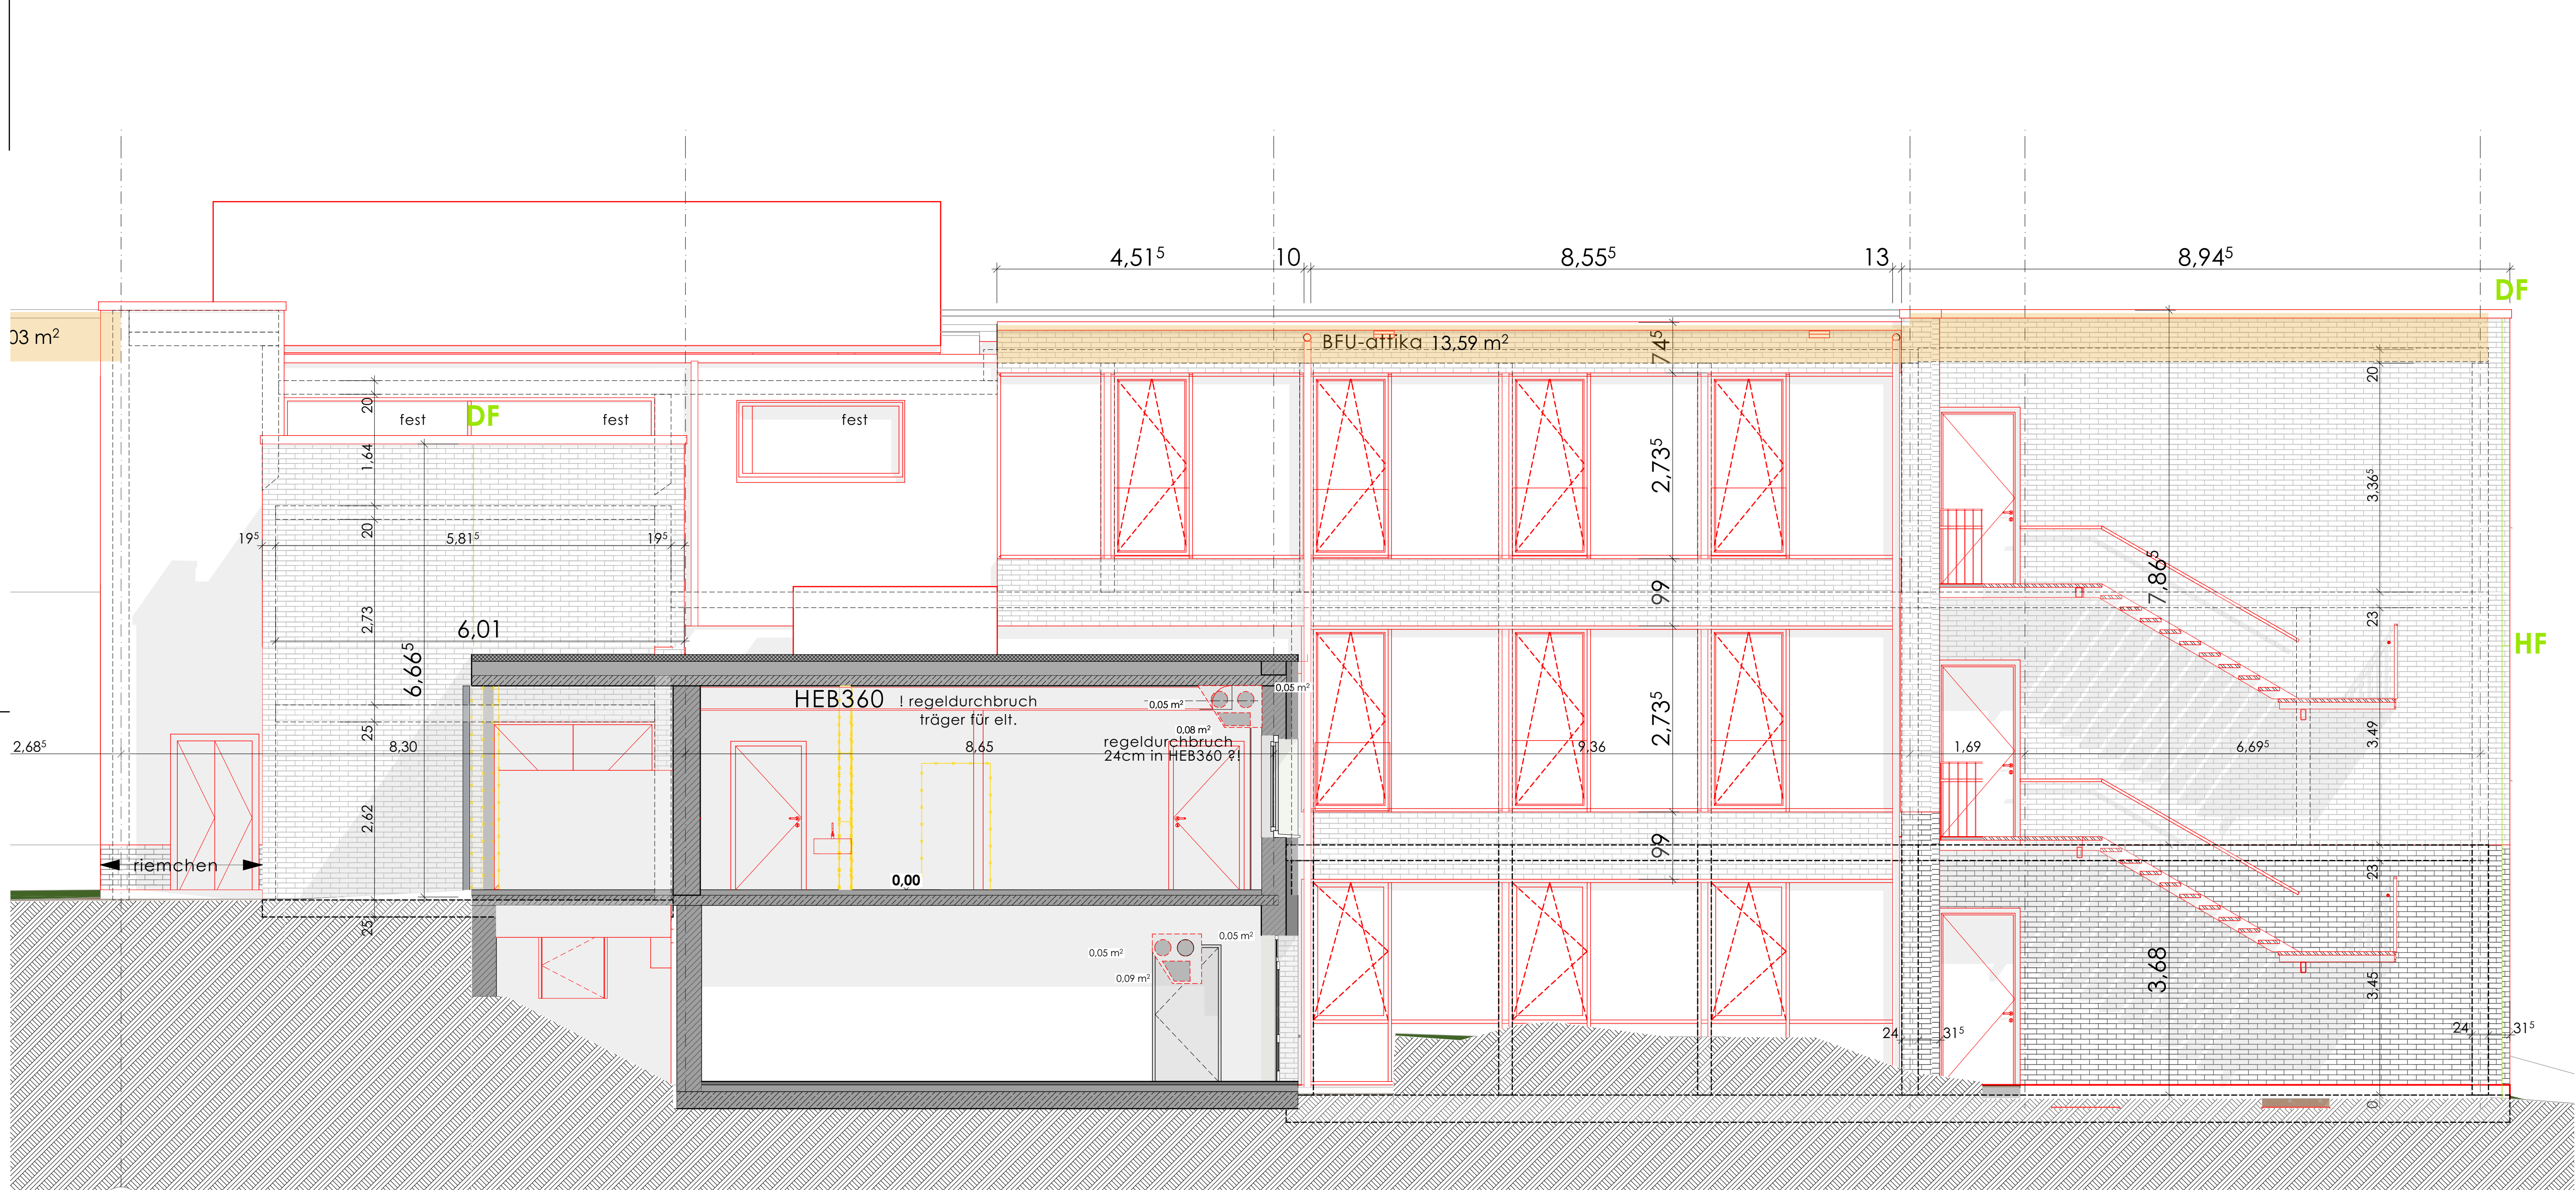 4,51⁵ 10 8,55⁵ 13 8,94⁵
DF
03 m²
BFU-attika 13,59 m²
74⁵
20
20
fest
DF
fest
fest
1,64
2,73⁵
3,36⁵
20
19⁵ 5,81⁵ 19⁵
7,86⁵
99
2,73
6,01
23
HF
6,66⁵
0,05 m²
HEB360
! regeldurchbruch
träger für elt.
0,05 m²
0,08 m²
25
2,73⁵
3,49
regeldurchbruch
24cm in HEB360 ?!
2,68⁵ 8,30 8,65 9,36 1,69 6,69⁵
2,62
99
riemchen
0,00
23
25
0,05 m²
0,05 m²
0,09 m²
3,68
3,45
24 31⁵
24 31⁵
0